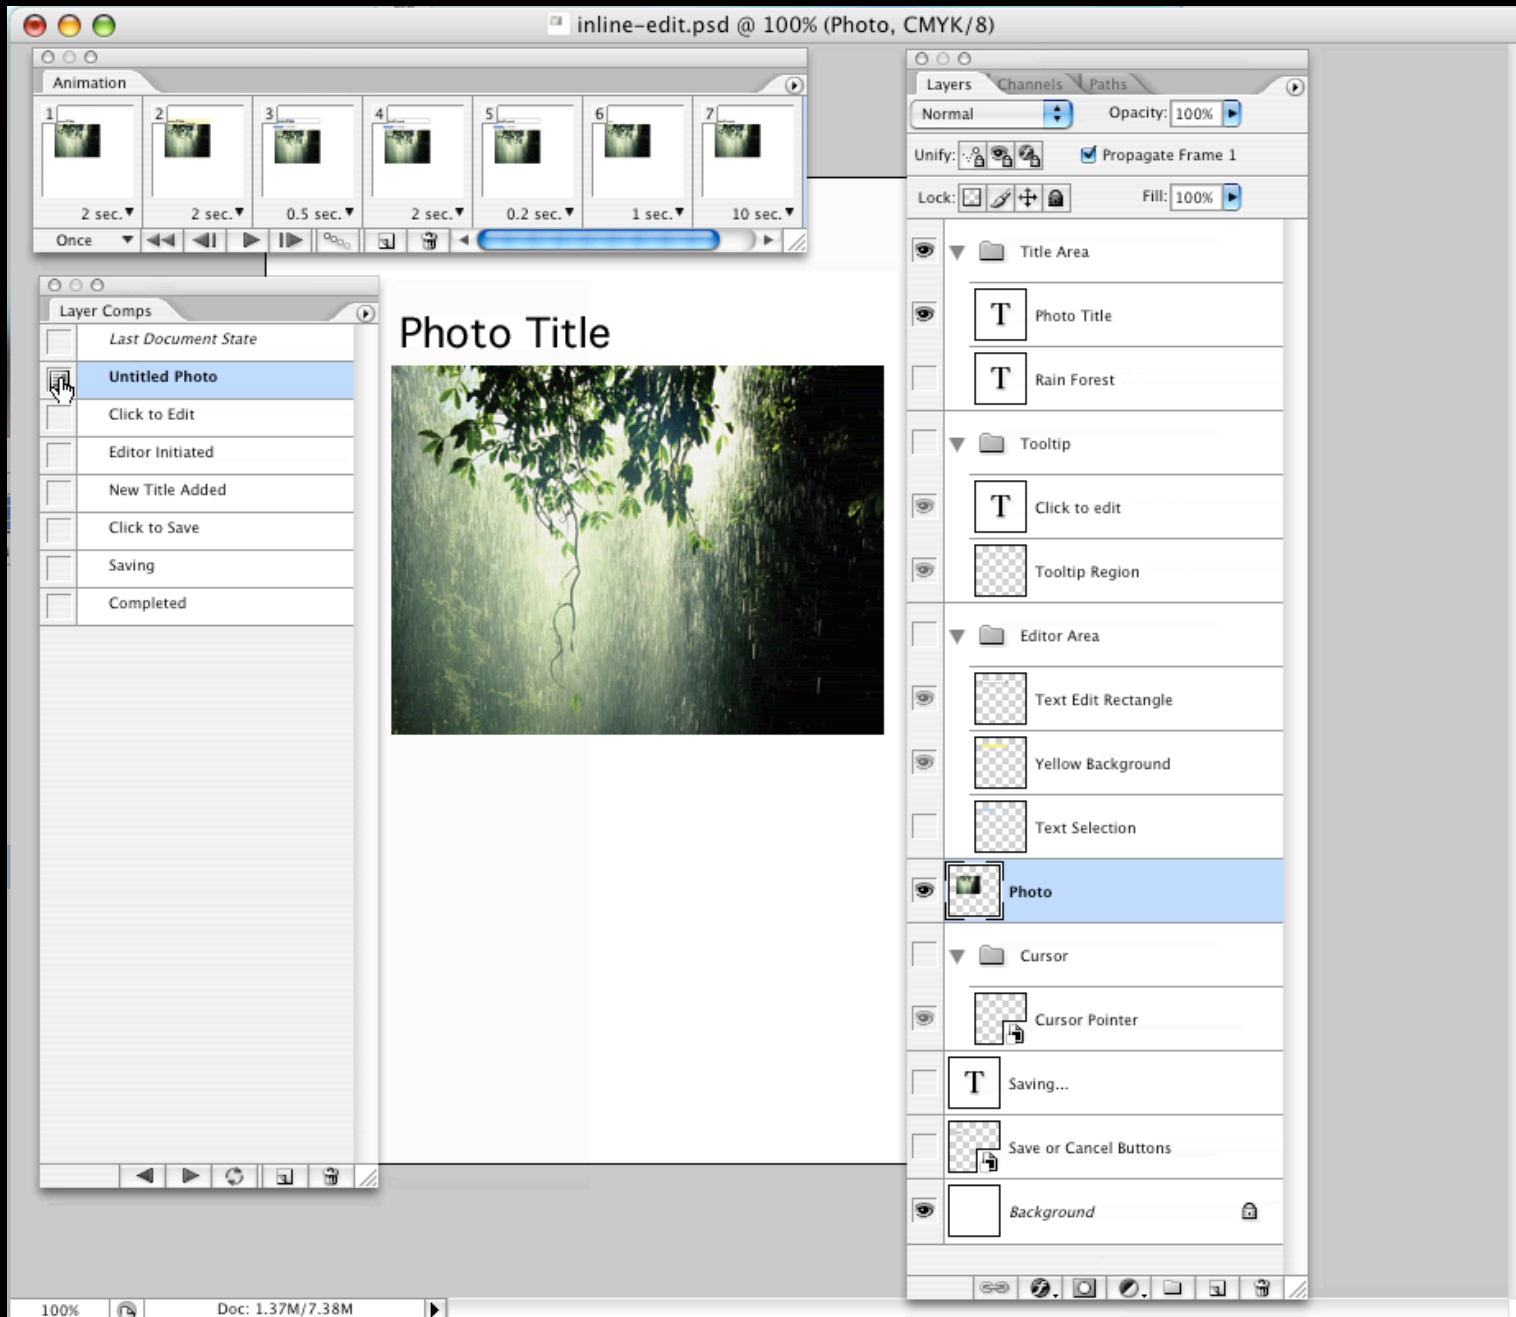 inline-edit.psd @ 100% (Photo, CMYK/8)
Animation
1 2 3 4 5 6 7
2 sec. 2 sec. 0.5 sec. 2 sec. 0.2 sec. 1 sec. 10 sec.
Once
Layer Comps
Last Document State
Untitled Photo
Click to Edit
Editor Initiated
New Title Added
Click to Save
Saving
Completed
Photo Title
Layers Channels Paths
Normal Opacity: 100%
Unify: Propagate Frame 1
Lock: Fill: 100%
Title Area
T Photo Title
T Rain Forest
Tooltip
T Click to edit
Tooltip Region
Editor Area
Text Edit Rectangle
Yellow Background
Text Selection
Photo
Cursor
Cursor Pointer
T Saving...
Save or Cancel Buttons
Background
100% Doc: 1.37M/7.38M